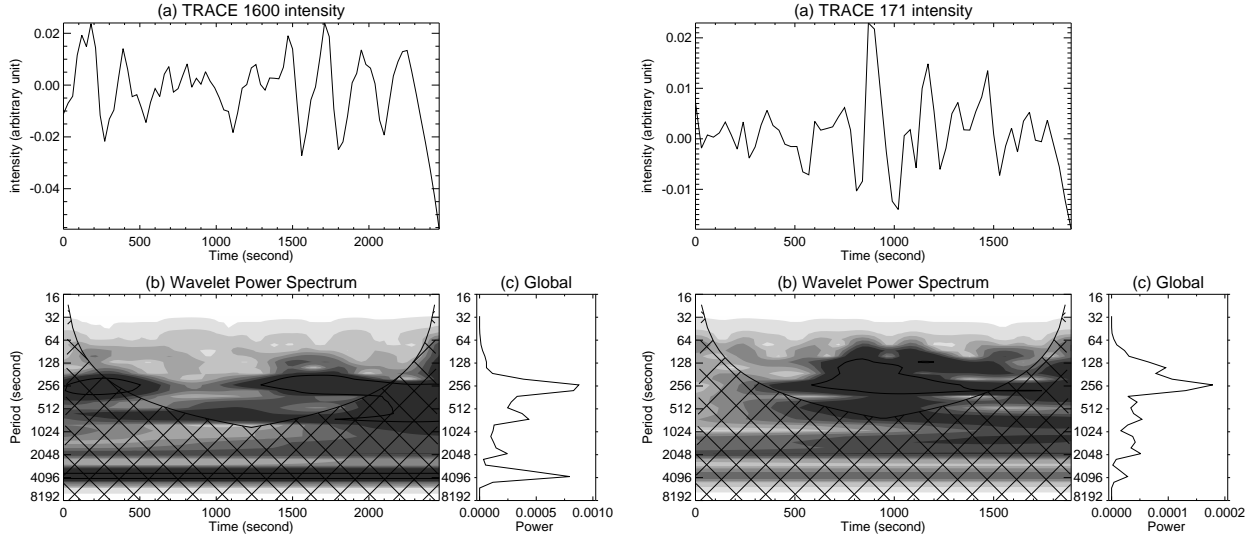 (a) TRACE 1600 intensity
intensity (arbitrary unit)
0.02
0.00
-0.02
-0.04
0 500 1000 1500 2000
Time (second)
(b) Wavelet Power Spectrum
Period (second)
16
32
64
128
256
512
1024
2048
4096
8192
0 500 1000 1500 2000
Time (second)
(c) Global
16
32
64
128
256
512
1024
2048
4096
8192
0.0000 0.0005 0.0010
Power
(a) TRACE 171 intensity
intensity (arbitrary unit)
0.02
0.01
0.00
-0.01
0 500 1000 1500
Time (second)
(b) Wavelet Power Spectrum
Period (second)
16
32
64
128
256
512
1024
2048
4096
8192
0 500 1000 1500
Time (second)
(c) Global
16
32
64
128
256
512
1024
2048
4096
8192
0.0000 0.0001 0.0002
Power